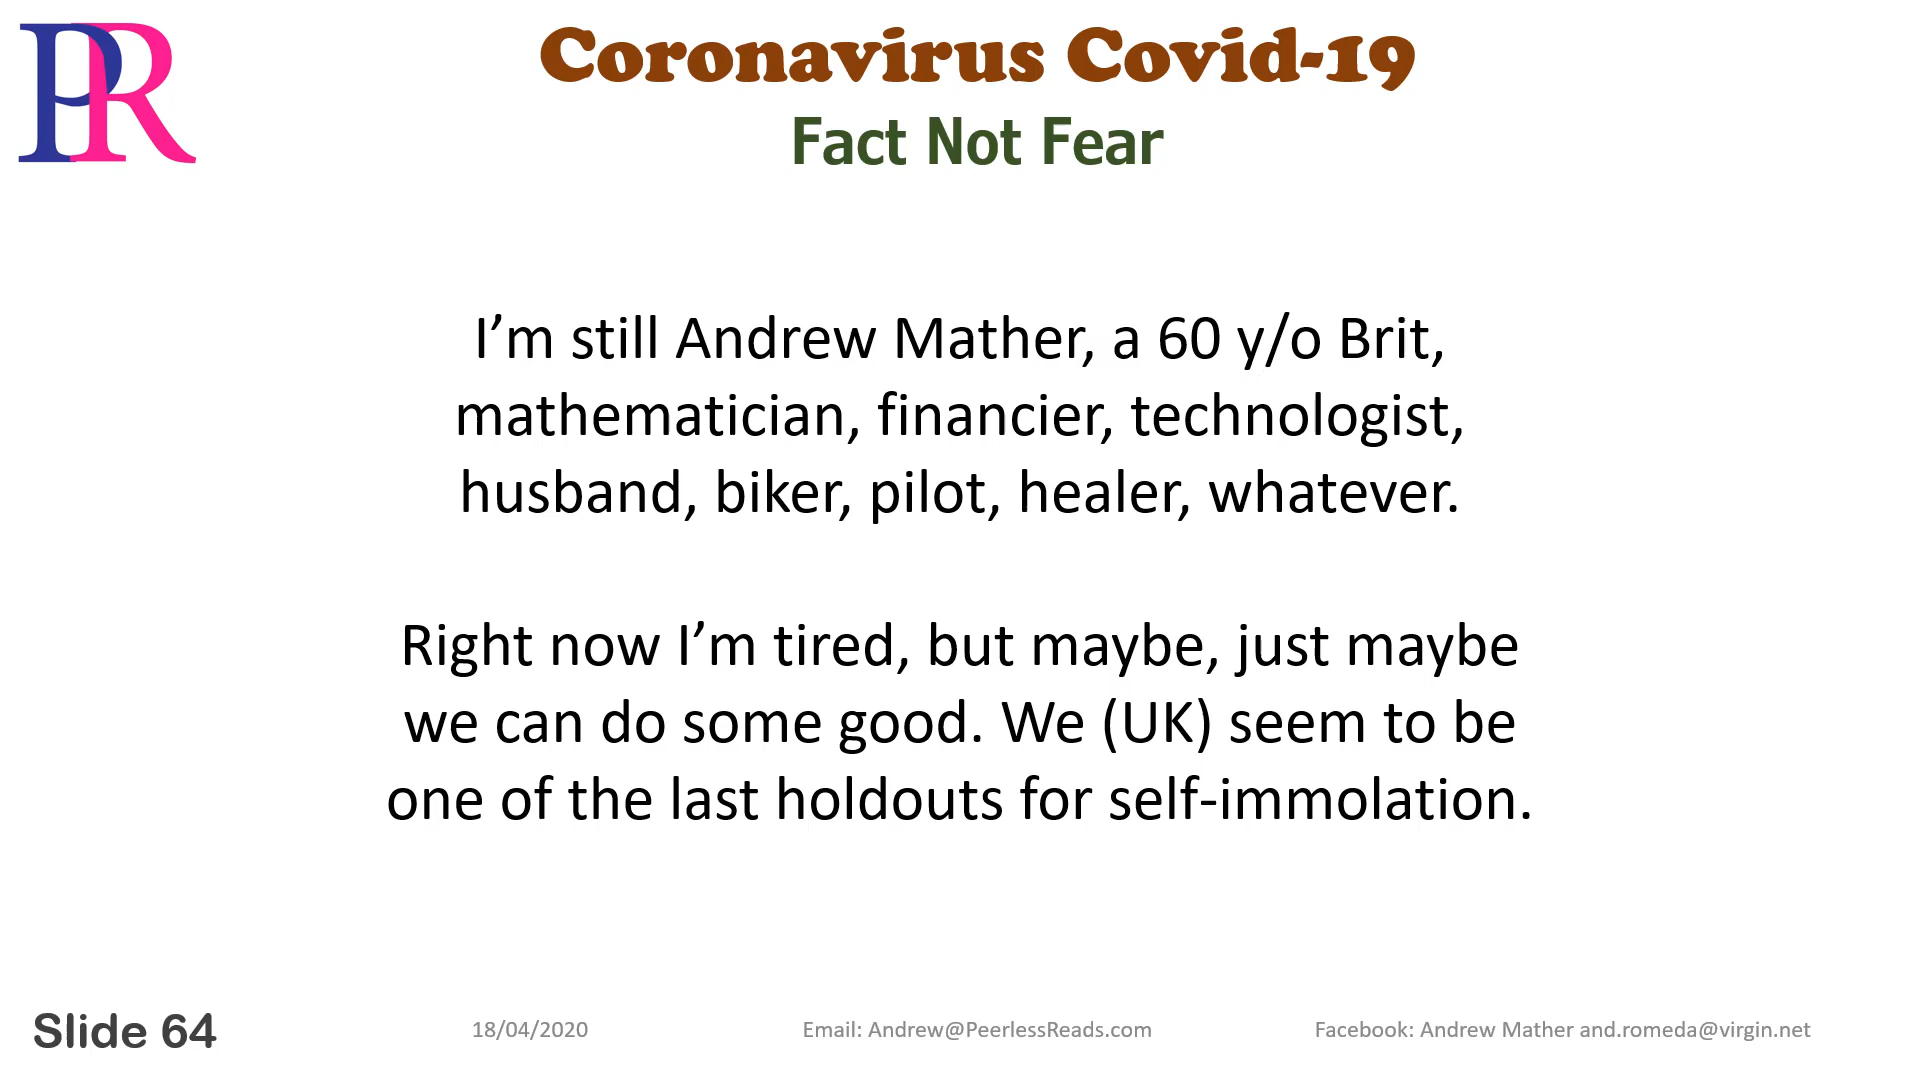 PR
Coronavirus Covid-19
Fact Not Fear
I’m still Andrew Mather, a 60 y/o Brit,
mathematician, financier, technologist,
husband, biker, pilot, healer, whatever.
Right now I’m tired, but maybe, just maybe
we can do some good. We (UK) seem to be
one of the last holdouts for self-immolation.
Slide 64
18/04/2020
Email: Andrew@PeerlessReads.com
Facebook: Andrew Mather and.romeda@virgin.net